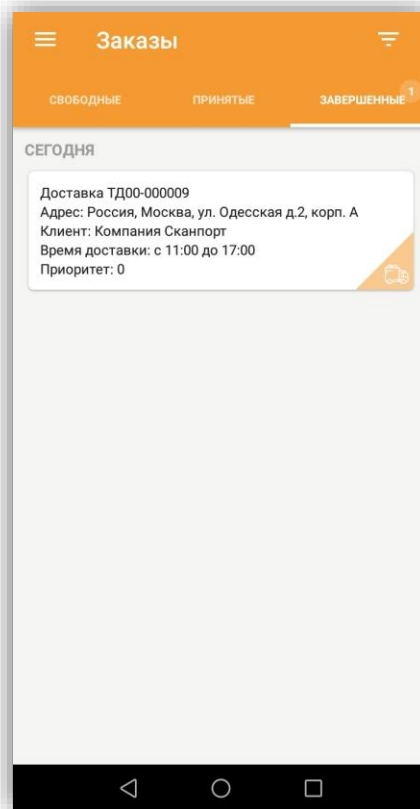 Заказы
СВОБОДНЫЕ ПРИНЯТЫЕ ЗАВЕРШЕННЫЕ 1
СЕГОДНЯ
Доставка ТД00-000009
Адрес: Россия, Москва, ул. Одесская д.2, корп. А
Клиент: Компания Сканпорт
Время доставки: с 11:00 до 17:00
Приоритет: 0